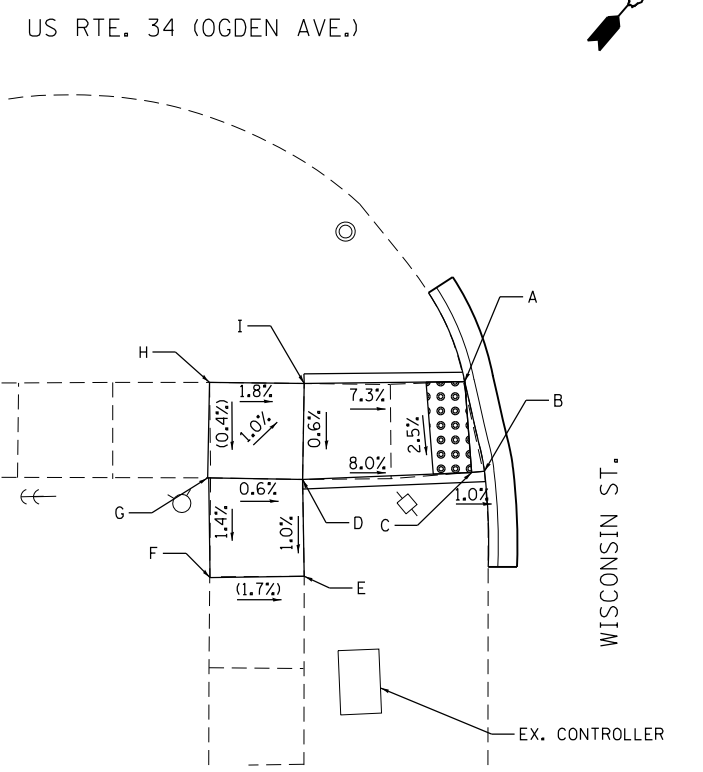 US RTE. 34 (OGDEN AVE.)
A
I
H
1.8%
7.3%
B
(0.4%)
1.0%
0.6%
2.5%
8.0%
0.6%
1.0%
G
D
C
1.4%
1.0%
F
(1.7%)
E
WISCONSIN ST.
EX. CONTROLLER